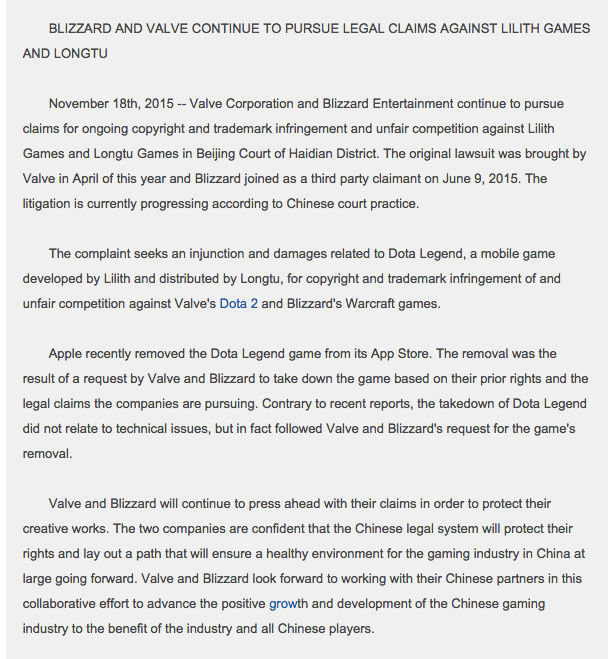 BLIZZARD AND VALVE CONTINUE TO PURSUE LEGAL CLAIMS AGAINST LILITH GAMES
AND LONGTU
November 18th, 2015 -- Valve Corporation and Blizzard Entertainment continue to pursue
claims for ongoing copyright and trademark infringement and unfair competition against Lilith
Games and Longtu Games in Beijing Court of Haidian District. The original lawsuit was brought by
Valve in April of this year and Blizzard joined as a third party claimant on June 9, 2015. The
litigation is currently progressing according to Chinese court practice.
The complaint seeks an injunction and damages related to Dota Legend, a mobile game
developed by Lilith and distributed by Longtu, for copyright and trademark infringement of and
unfair competition against Valve's Dota 2 and Blizzard's Warcraft games.
Apple recently removed the Dota Legend game from its App Store. The removal was the
result of a request by Valve and Blizzard to take down the game based on their prior rights and the
legal claims the companies are pursuing. Contrary to recent reports, the takedown of Dota Legend
did not relate to technical issues, but in fact followed Valve and Blizzard's request for the game's
removal.
Valve and Blizzard will continue to press ahead with their claims in order to protect their
creative works. The two companies are confident that the Chinese legal system will protect their
rights and lay out a path that will ensure a healthy environment for the gaming industry in China at
large going forward. Valve and Blizzard look forward to working with their Chinese partners in this
collaborative effort to advance the positive growth and development of the Chinese gaming
industry to the benefit of the industry and all Chinese players.